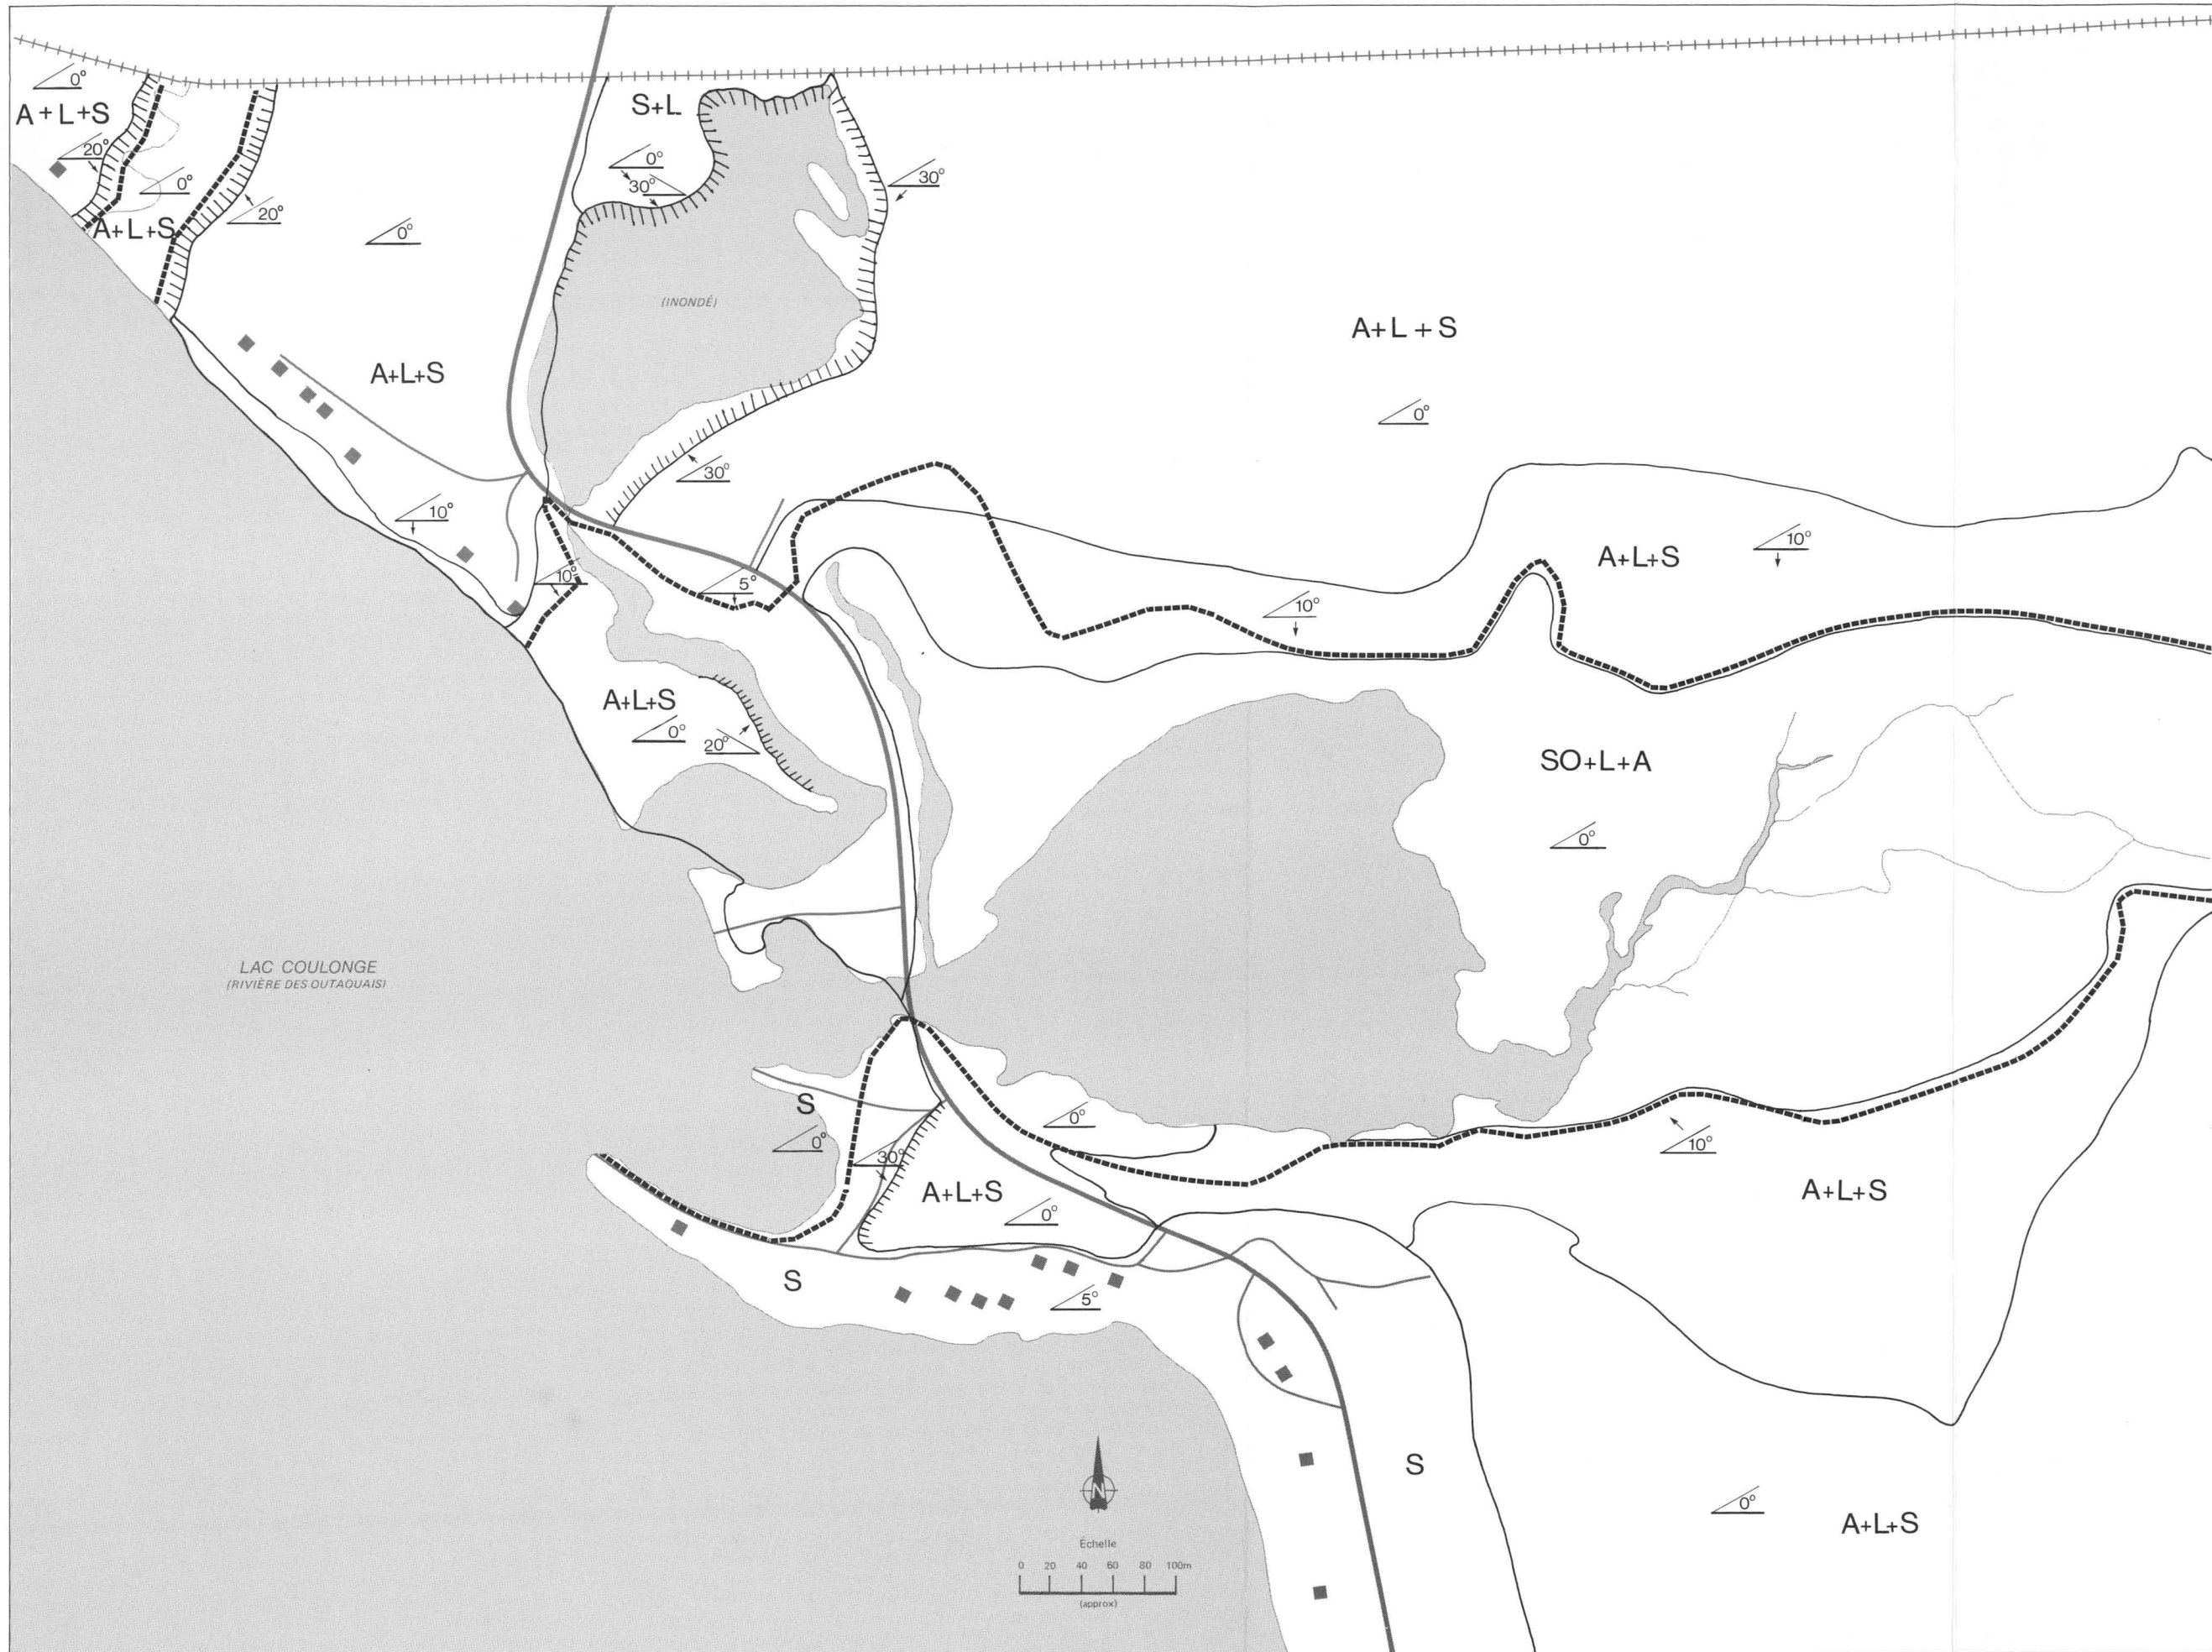 0°
A+L+S
20°
0°
A+L+S
20°
0°
S+L
0°
30°
30°
(INONDÉ)
A+L+S
A+L+S
0°
30°
10°
10°
5°
10°
A+L+S
10°
A+L+S
0°
20°
SO+L+A
0°
LAC COULONGE
(RIVIÈRE DES OUTAOUAIS)
S
0°
0°
30°
10°
A+L+S
0°
A+L+S
S
5°
S
0°
A+L+S
N
Échelle
0 20 40 60 80 100m
(approx)